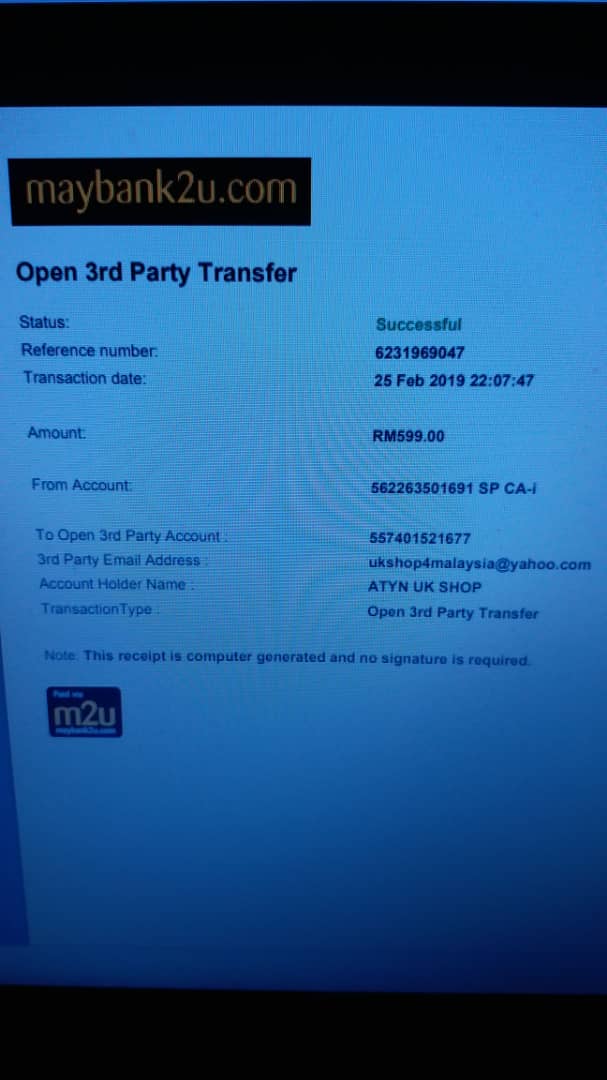 maybank2u.com
Open 3rd Party Transfer
Status: Successful
Reference number: 6231969047
Transaction date: 25 Feb 2019 22:07:47
Amount: RM599.00
From Account: 562263501691 SP CA-i
To Open 3rd Party Account : 557401521677
3rd Party Email Address : ukshop4malaysia@yahoo.com
Account Holder Name : ATYN UK SHOP
TransactionType : Open 3rd Party Transfer
Note: This receipt is computer generated and no signature is required.
Paid via
m2u
maybank2u.com